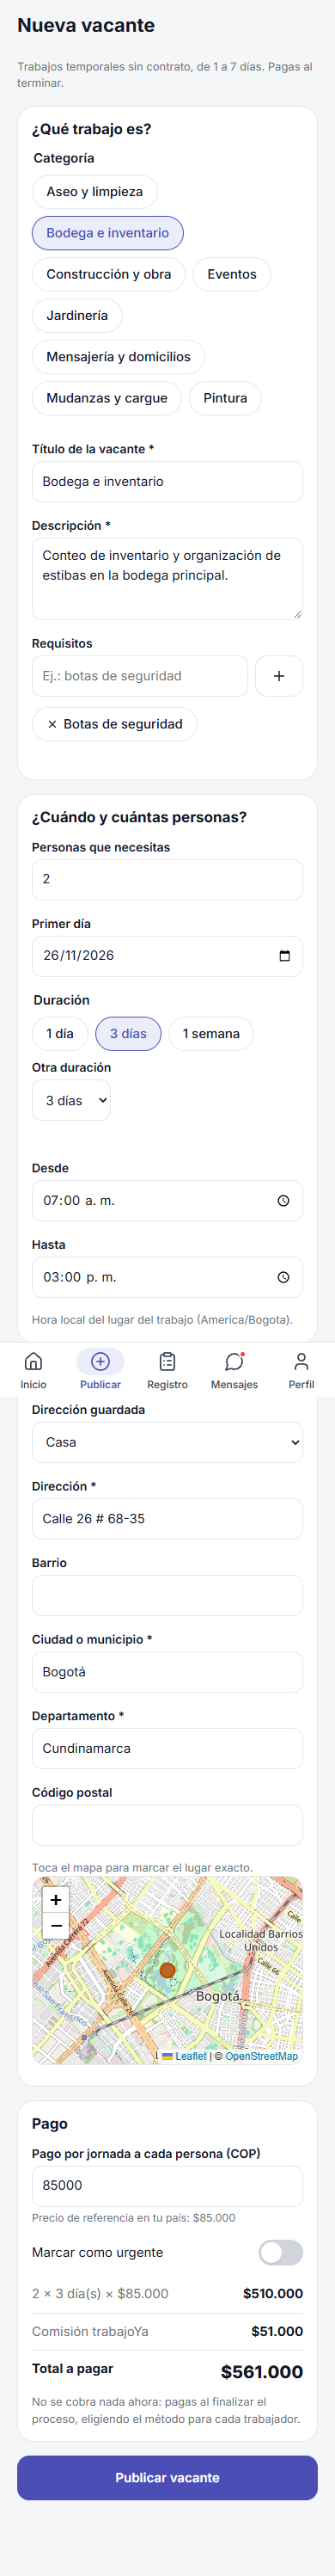 Nueva vacante
Trabajos temporales sin contrato, de 1 a 7 días. Pagas al
terminar.
¿Qué trabajo es?
Categoría
Aseo y limpieza
Bodega e inventario
Construcción y obra
Eventos
Jardinería
Mensajería y domicilios
Mudanzas y cargue
Pintura
Título de la vacante *
Bodega e inventario
Descripción *
Conteo de inventario y organización de
estibas en la bodega principal.
Requisitos
Ej.: botas de seguridad
+
× Botas de seguridad
¿Cuándo y cuántas personas?
Personas que necesitas
2
Primer día
26/11/2026
Duración
1 día
3 días
1 semana
Otra duración
3 días
Desde
07:00 a. m.
Hasta
03:00 p. m.
Hora local del lugar del trabajo (America/Bogota).
Inicio
Publicar
Registro
Mensajes
Perfil
Dirección guardada
Casa
Dirección *
Calle 26 # 68-35
Barrio
Ciudad o municipio *
Bogotá
Departamento *
Cundinamarca
Código postal
Toca el mapa para marcar el lugar exacto.
+
−
Avenida Carrera 72
Calle
Localidad Barrios
Unidos
Calle 66
Bogotá
Leaflet | © OpenStreetMap
Pago
Pago por jornada a cada persona (COP)
85000
Precio de referencia en tu país: $85.000
Marcar como urgente
2 × 3 día(s) × $85.000 $510.000
Comisión trabajoYa $51.000
Total a pagar $561.000
No se cobra nada ahora: pagas al finalizar el
proceso, eligiendo el método para cada trabajador.
Publicar vacante